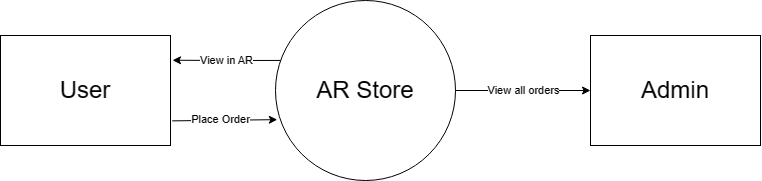 View in AR
User
AR Store
View all orders
Admin
Place Order